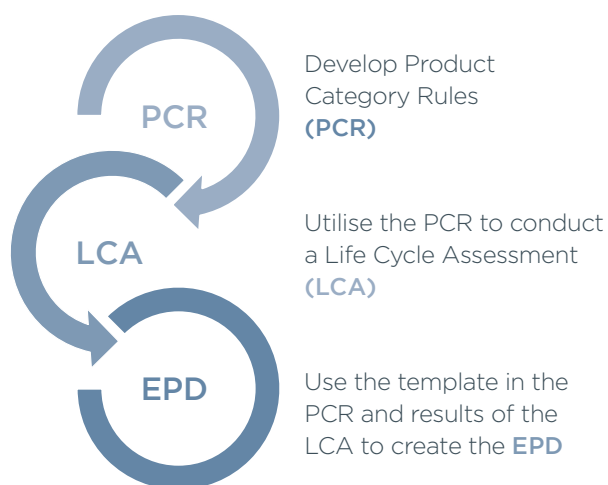 PCR
Develop Product
Category Rules
(PCR)
LCA
Utilise the PCR to conduct
a Life Cycle Assessment
(LCA)
EPD
Use the template in the
PCR and results of the
LCA to create the EPD